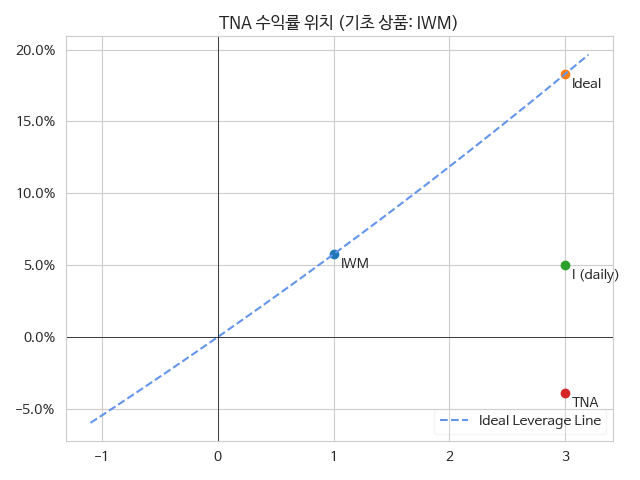 TNA 수익률 위치 (기초 상품: IWM)
20.0%
15.0%
10.0%
5.0%
0.0%
−5.0%
Ideal
IWM
I (daily)
TNA
Ideal Leverage Line
−1
0
1
2
3